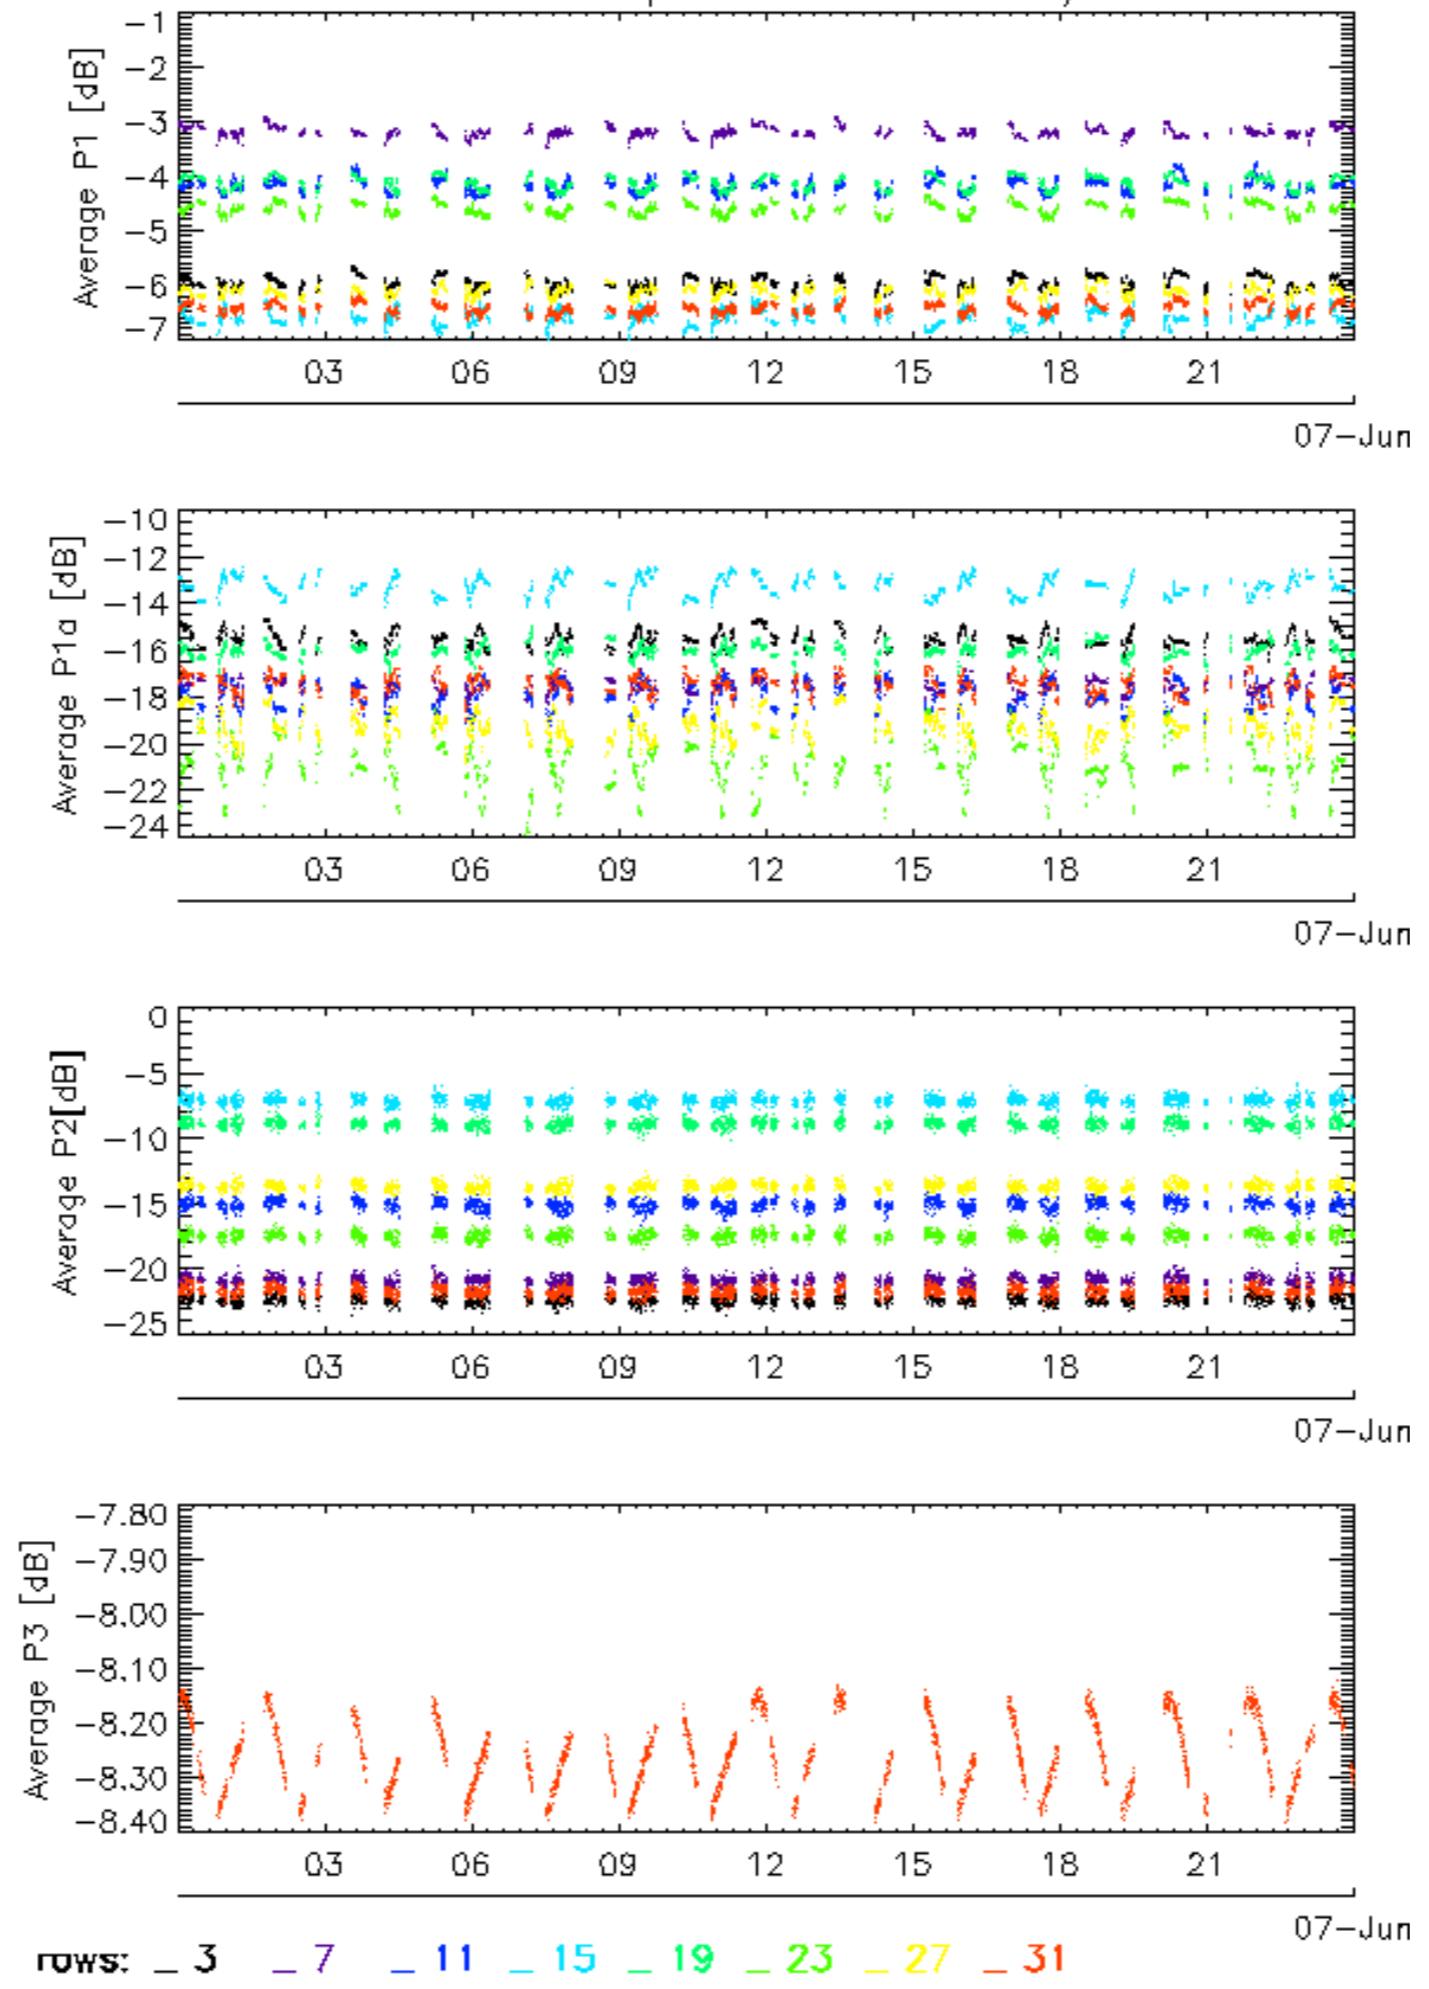 -1
-2
-3
-4
-5
-6
-7
Average P1 [dB]
03 06 09 12 15 18 21
07-Jun
-10
-12
-14
-16
-18
-20
-22
-24
Average P1a [dB]
03 06 09 12 15 18 21
07-Jun
0
-5
-10
-15
-20
-25
Average P2[dB]
03 06 09 12 15 18 21
07-Jun
-7.80
-7.90
-8.00
-8.10
-8.20
-8.30
-8.40
Average P3 [dB]
03 06 09 12 15 18 21
07-Jun
rows: _ 3 _ 7 _ 11 _ 15 _ 19 _ 23 _ 27 _ 31